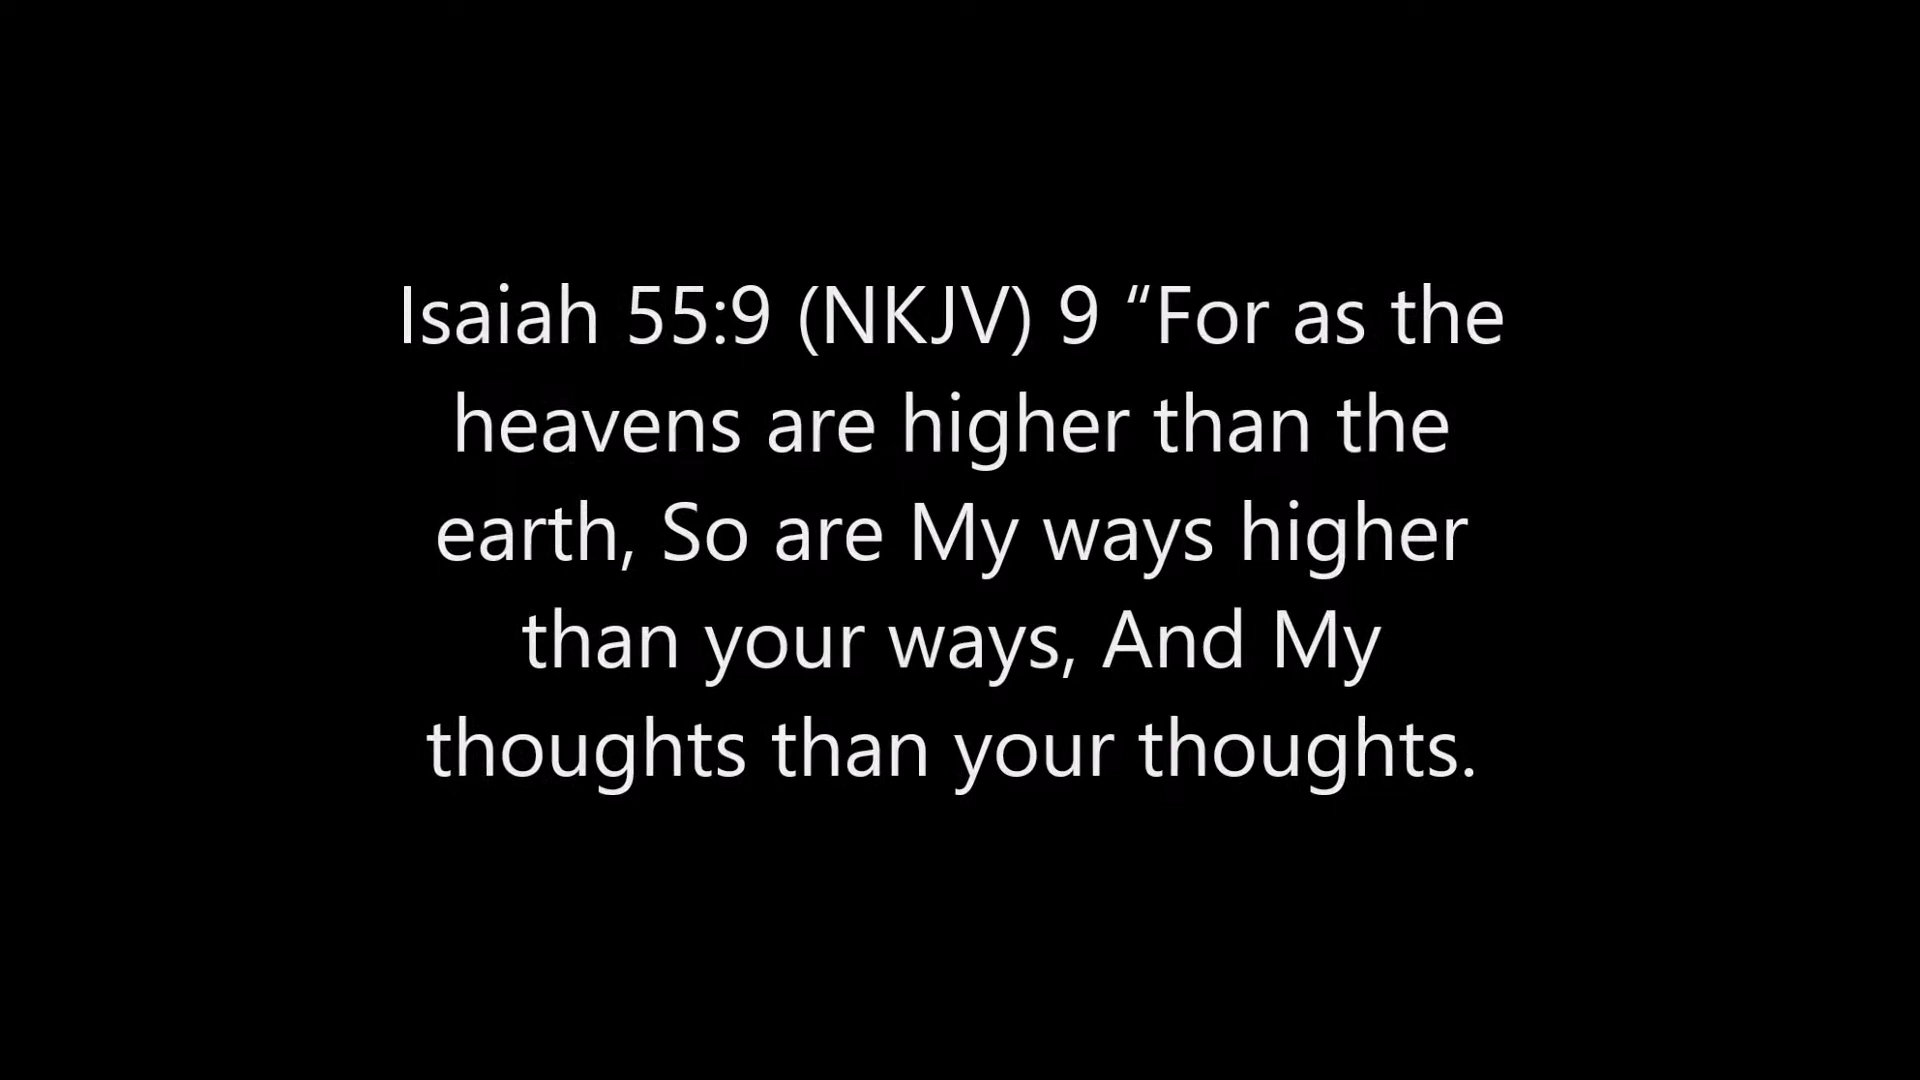 Isaiah 55:9 (NKJV) 9 “For as the
heavens are higher than the
earth, So are My ways higher
than your ways, And My
thoughts than your thoughts.